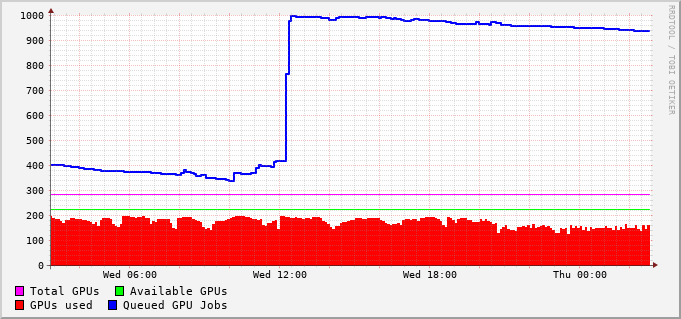 1000
900
800
700
600
500
400
300
200
100
0
Wed 06:00 Wed 12:00 Wed 18:00 Thu 00:00
Total GPUs Available GPUs
GPUs used Queued GPU Jobs
RRDTOOL / TOBI OETIKER